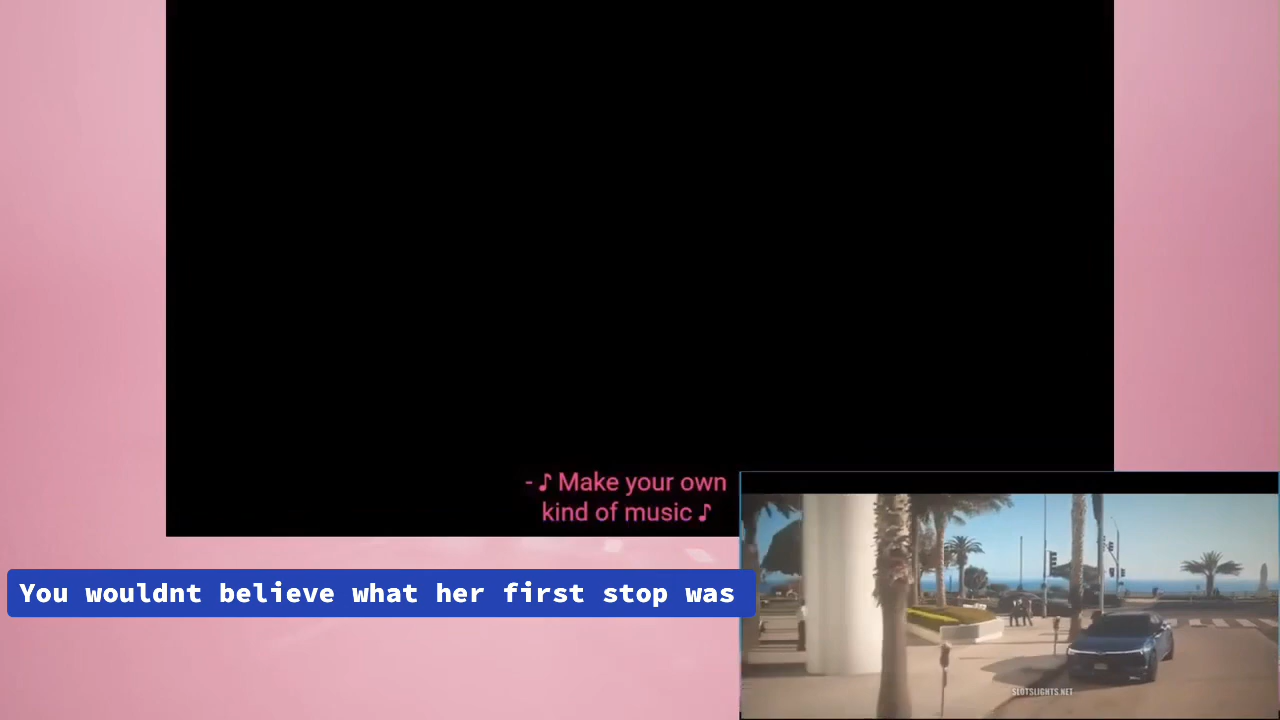 - ♪ Make your own
kind of music ♪
You wouldnt believe what her first stop was
SLOTSLIGHTS.NET